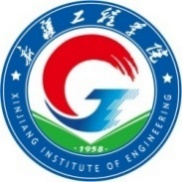 新疆工程学院
·1958·
XINJIANG INSTITUTE OF ENGINEERING